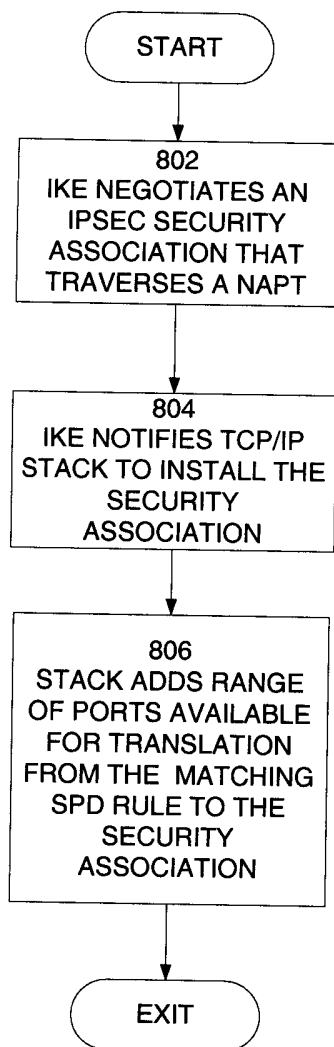 START
802
IKE NEGOTIATES AN
IPSEC SECURITY
ASSOCIATION THAT
TRAVERSES A NAPT
804
IKE NOTIFIES TCP/IP
STACK TO INSTALL THE
SECURITY
ASSOCIATION
806
STACK ADDS RANGE
OF PORTS AVAILABLE
FOR TRANSLATION
FROM THE MATCHING
SPD RULE TO THE
SECURITY
ASSOCIATION
EXIT